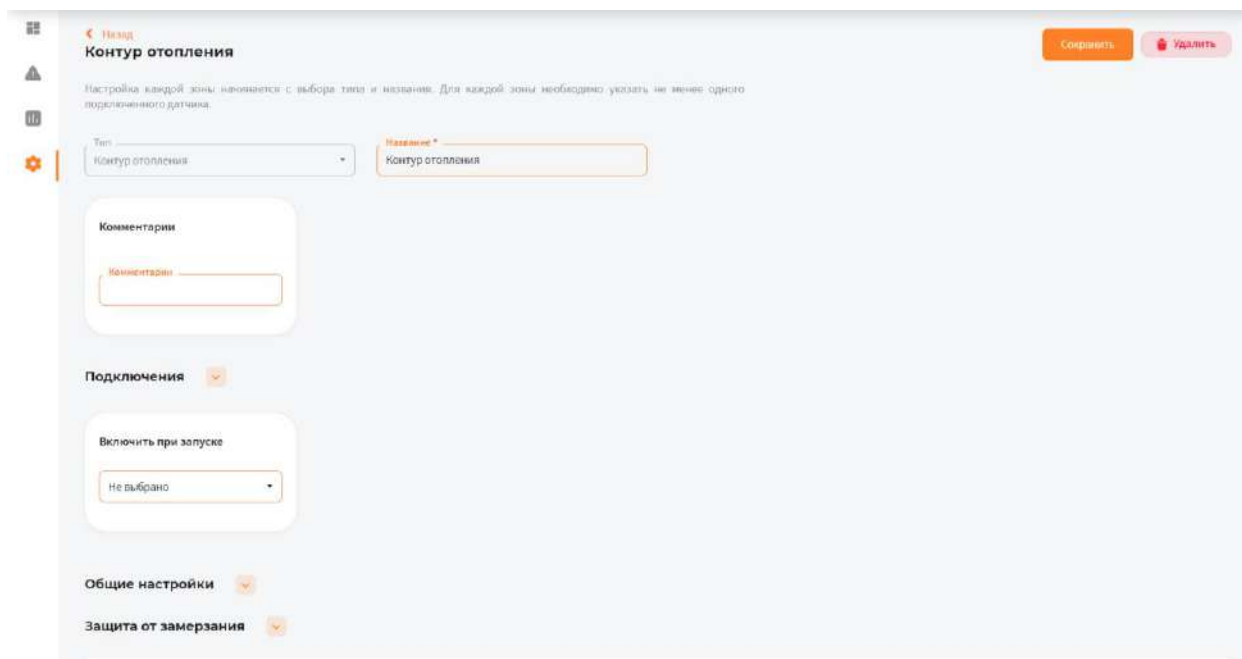 Назад
Контур отопления
Сохранить
Удалить
Настройка каждой зоны начинается с выбора типа и названия. Для каждой зоны необходимо указать не менее одного
подключенного датчика.
Тип
Контур отопления
Название *
Контур отопления
Комментарии
Комментарии
Подключения
Включить при запуске
Не выбрано
Общие настройки
Защита от замерзания